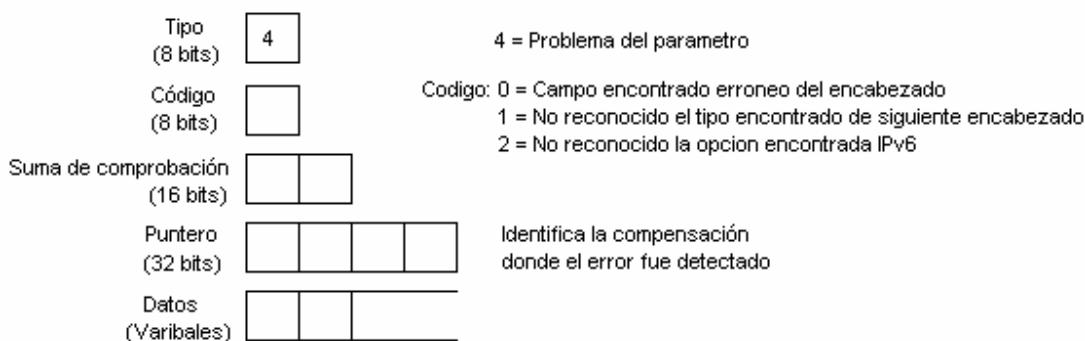 Tipo
(8 bits)
4
4 = Problema del parametro
Código
(8 bits)
Codigo: 0 = Campo encontrado erroneo del encabezado
1 = No reconocido el tipo encontrado de siguiente encabezado
2 = No reconocido la opcion encontrada IPv6
Suma de comprobación
(16 bits)
Puntero
(32 bits)
Identifica la compensación
donde el error fue detectado
Datos
(Varibales)